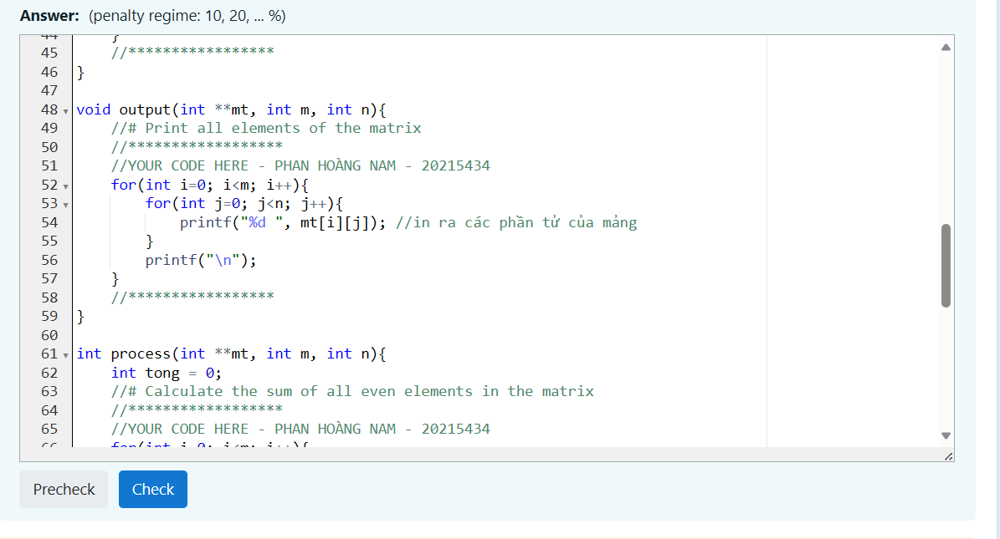 Answer: (penalty regime: 10, 20, ... %)
44 }
45 //*****************
46 }
47
48 void output(int **mt, int m, int n){
49 //# Print all elements of the matrix
50 //******************
51 //YOUR CODE HERE - PHAN HOÀNG NAM - 20215434
52 for(int i=0; i<m; i++){
53 for(int j=0; j<n; j++){
54 printf("%d ", mt[i][j]); //in ra các phần tử của mảng
55 }
56 printf("\n");
57 }
58 //*****************
59 }
60
61 int process(int **mt, int m, int n){
62 int tong = 0;
63 //# Calculate the sum of all even elements in the matrix
64 //******************
65 //YOUR CODE HERE - PHAN HOÀNG NAM - 20215434
66 for(int i=0; i<m; i++){
Precheck Check